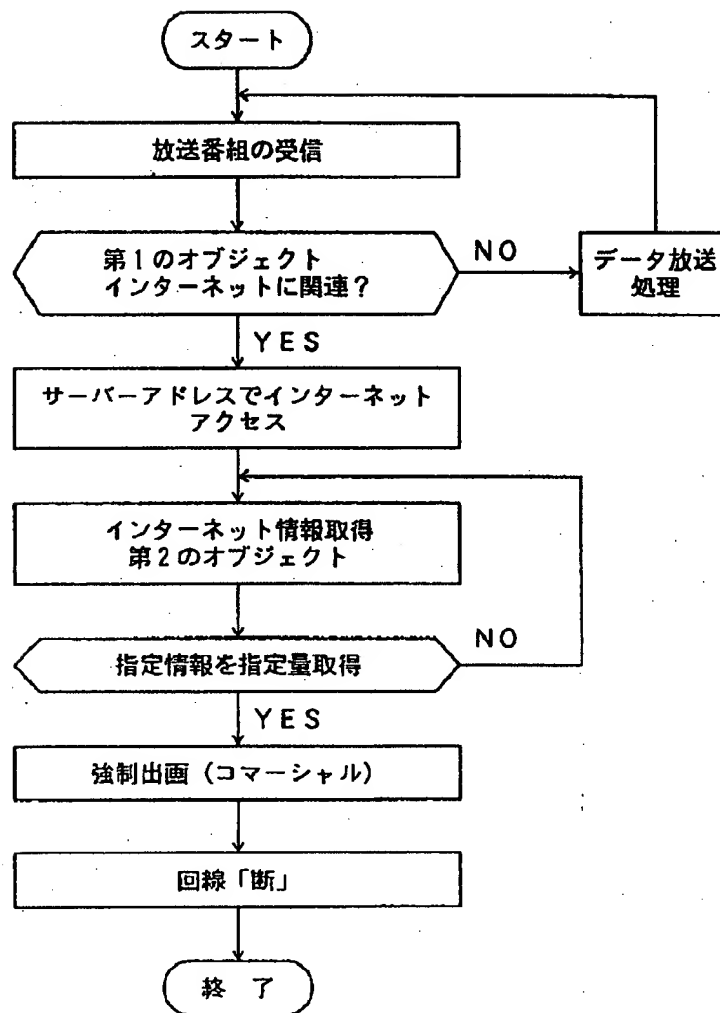 スタート
放送番組の受信
第1のオブジェクト
インターネットに関連？
NO
データ放送
処理
YES
サーバーアドレスでインターネット
アクセス
インターネット情報取得
第2のオブジェクト
指定情報を指定量取得
NO
YES
強制出画（コマーシャル）
回線「断」
終 了